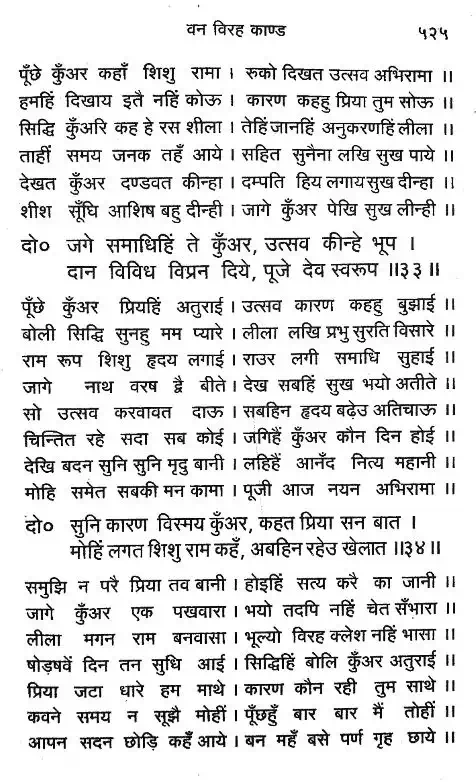 वन विरह काण्ड ५२५
पूँछे कुँअर कहाँ शिशु रामा । रुको दिखत उत्सव अभिरामा ॥
हमहिं दिखाय इतै नहिं कोऊ । कारण कहहु प्रिया तुम सोऊ ॥
सिद्धि कुँअरि कह हे रस शीला । तेहिं जानहिं अनुकरणहिं लीला ॥
ताहीं समय जनक तहँ आये । सहित सुनैना लखि सुख पाये ॥
देखत कुँअर दण्डवत कीन्हा । दम्पति हिय लगाय सुख दीन्हा ॥
शीश सूँघि आशिष बहु दीन्ही । जागे कुँअर पेखि सुख लीन्ही ॥
दो० जगे समाधिहिं ते कुँअर, उत्सव कीन्हे भूप ।
दान विविध विप्रन दिये, पूजे देव स्वरूप ॥३३॥
पूँछे कुँअर प्रियहिं अतुराई । उत्सव कारण कहहु बुझाई ॥
बोली सिद्धि सुनहु मम प्यारे । लीला लखि प्रभु सुरति विसारे ॥
राम रूप शिशु हृदय लगाई । राउर लगी समाधि सुहाई ॥
जागे नाथ वरष द्वै बीते । देख सबहिं सुख भयो अतीते ॥
सो उत्सव करवावत दाऊ । सबहिन हृदय बढ़ेउ अतिचाऊ ॥
चिन्तित रहे सदा सब कोई । जगिहैं कुँअर कौन दिन होई ॥
देखि बदन सुनि सुनि मृदु बानी । लहिहैं आनँद नित्य महानी ॥
मोहि समेत सबकी मन कामा । पूजी आज नयन अभिरामा ॥
दो० सुनि कारण विस्मय कुँअर, कहत प्रिया सन बात ।
मोहिं लगत शिशु राम कहँ, अबहिन रहेउ खेलात ॥३४॥
समुझि न परै प्रिया तव बानी । होइहिं सत्य करै का जानी ॥
जागे कुँअर एक पखवारा । भयो तदपि नहिं चेत सँभारा ॥
लीला मगन राम बनवासा । भूल्यो विरह क्लेश नहिं भासा ॥
षोड़षवें दिन तन सुधि आई । सिद्धिहिं बोलि कुँअर अतुराई ॥
प्रिया जटा धारे हम माथे । कारण कौन रही तुम साथे ॥
कवने समय न सूझै मोहीं । पूँछहुँ बार बार मैं तोहीं ॥
आपन सदन छोड़ि कहँ आये । बन महँ बसे पर्ण गृह छाये ॥